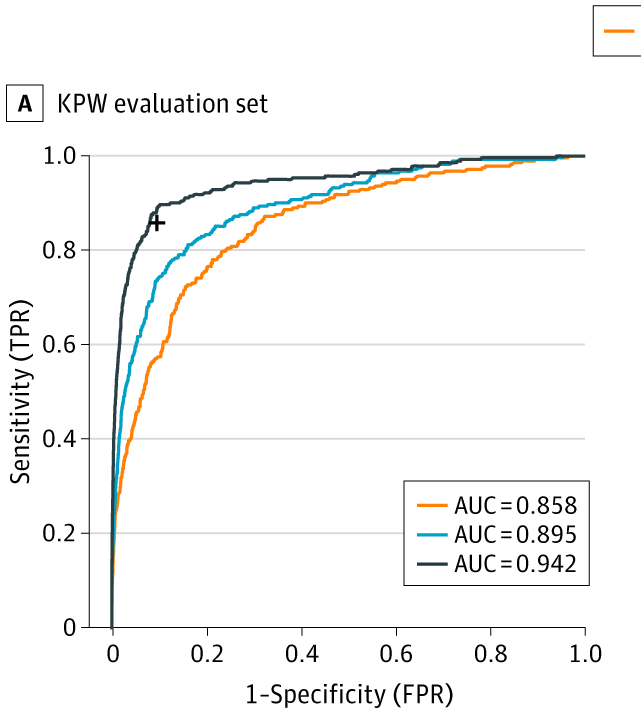 A KPW evaluation set
1.0
0.8
0.6
0.4
0.2
0
Sensitivity (TPR)
AUC=0.858
AUC=0.895
AUC=0.942
0 0.2 0.4 0.6 0.8 1.0
1-Specificity (FPR)